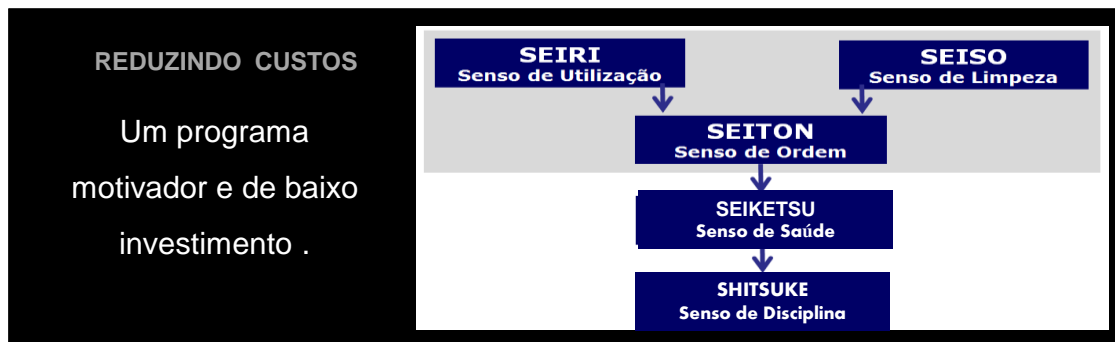 REDUZINDO CUSTOS
Um programa
motivador e de baixo
investimento .
SEIRI
Senso de Utilização
SEISO
Senso de Limpeza
SEITON
Senso de Ordem
SEIKETSU
Senso de Saúde
SHITSUKE
Senso de Disciplina